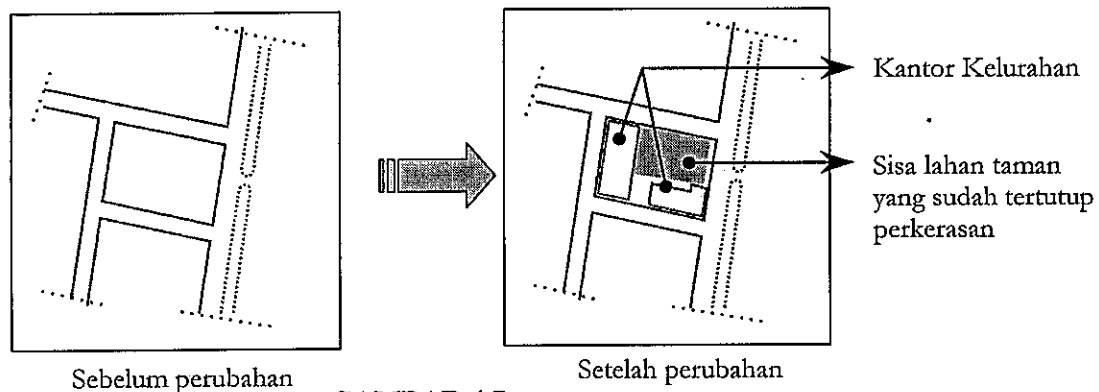 Kantor Kelurahan
Sisa lahan taman
yang sudah tertutup
perkerasan
Sebelum perubahan
Setelah perubahan